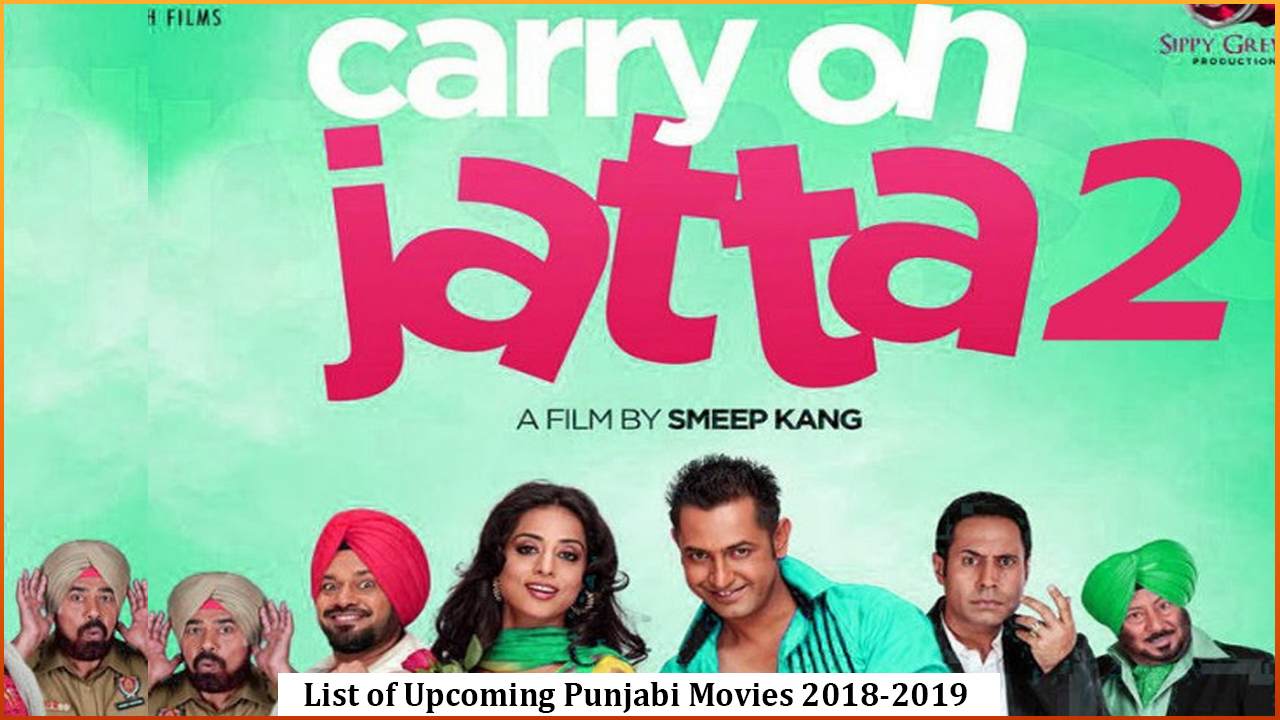 H FILMS
carry on
SIPPY GREW
PRODUCTION
jatta 2
A FILM BY SMEEP KANG
List of Upcoming Punjabi Movies 2018-2019